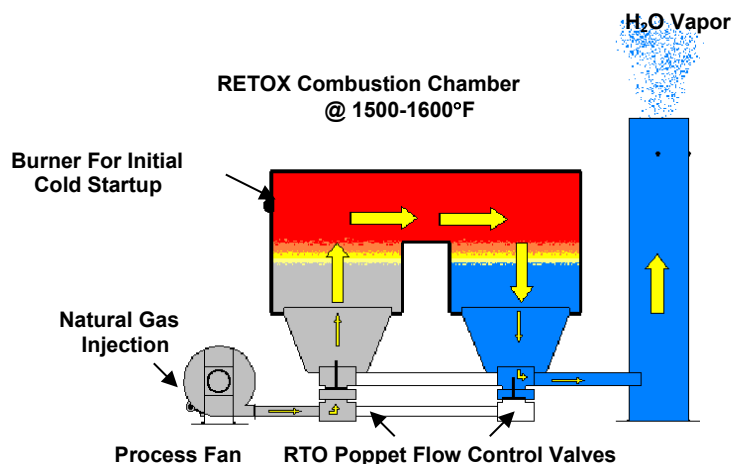 H₂O Vapor
RETOX Combustion Chamber
@ 1500-1600°F
Burner For Initial
Cold Startup
Natural Gas
Injection
Process Fan
RTO Poppet Flow Control Valves